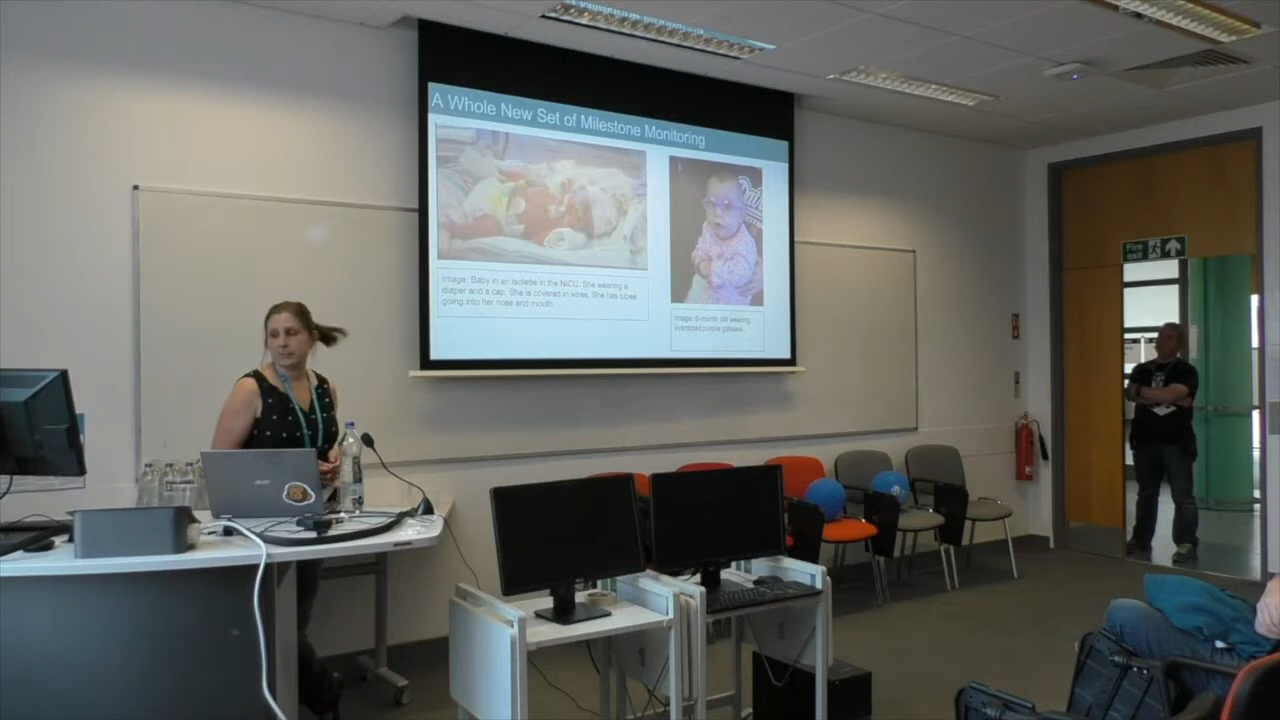 A Whole New Set of Milestone Monitoring
Image: Baby in an Isolette in the NICU. She wearing a
diaper and a cap. She is covered in wires. She has tubes
going into her nose and mouth.
Image: 6-month old wearing
oversized purple glasses.
Fire
exit